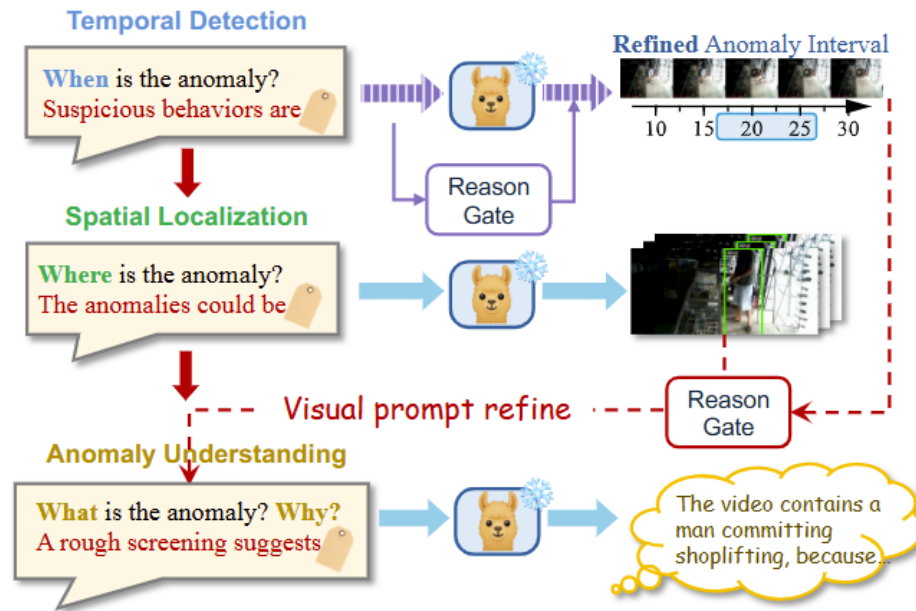 Temporal Detection
When is the anomaly?
Suspicious behaviors are
Reason
Gate
Refined Anomaly Interval
10 15 20 25 30
Spatial Localization
Where is the anomaly?
The anomalies could be
Visual prompt refine
Reason
Gate
Anomaly Understanding
What is the anomaly? Why?
A rough screening suggests
The video contains a
man committing
shoplifting, because...